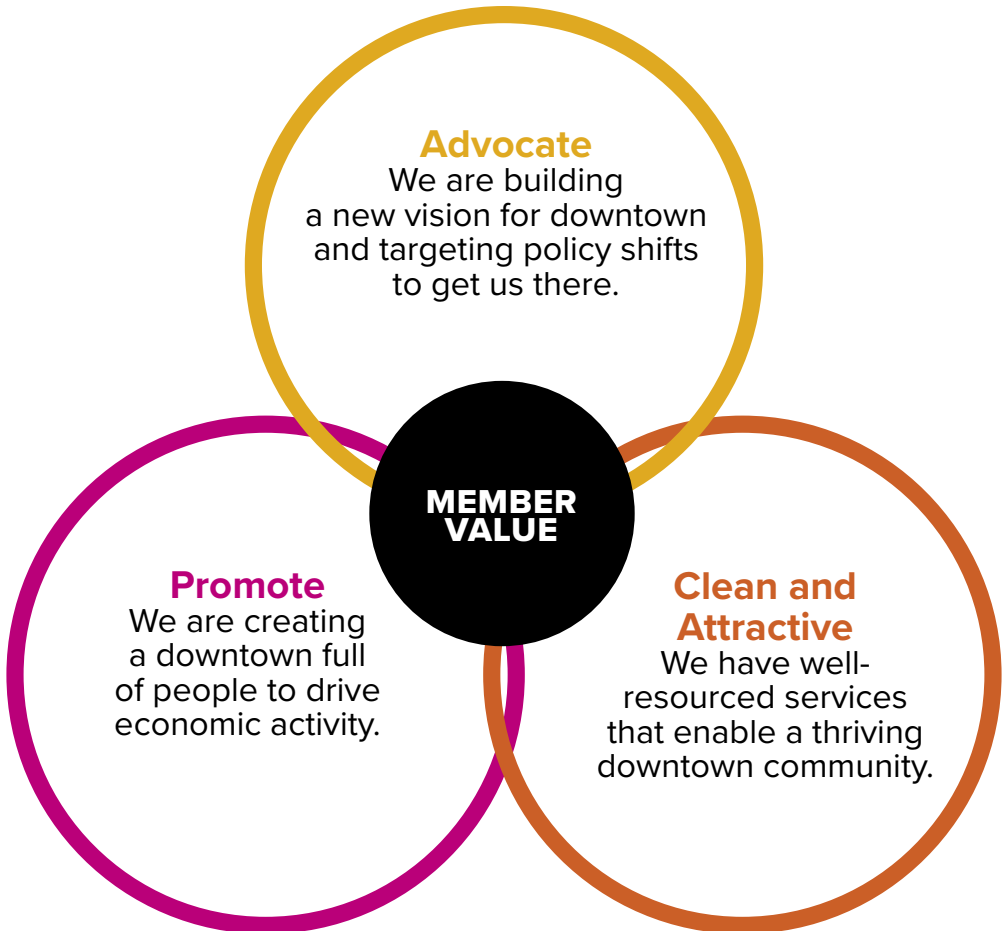 Advocate
We are building
a new vision for downtown
and targeting policy shifts
to get us there.
MEMBER
VALUE
Promote
We are creating
a downtown full
of people to drive
economic activity.
Clean and
Attractive
We have well-
resourced services
that enable a thriving
downtown community.